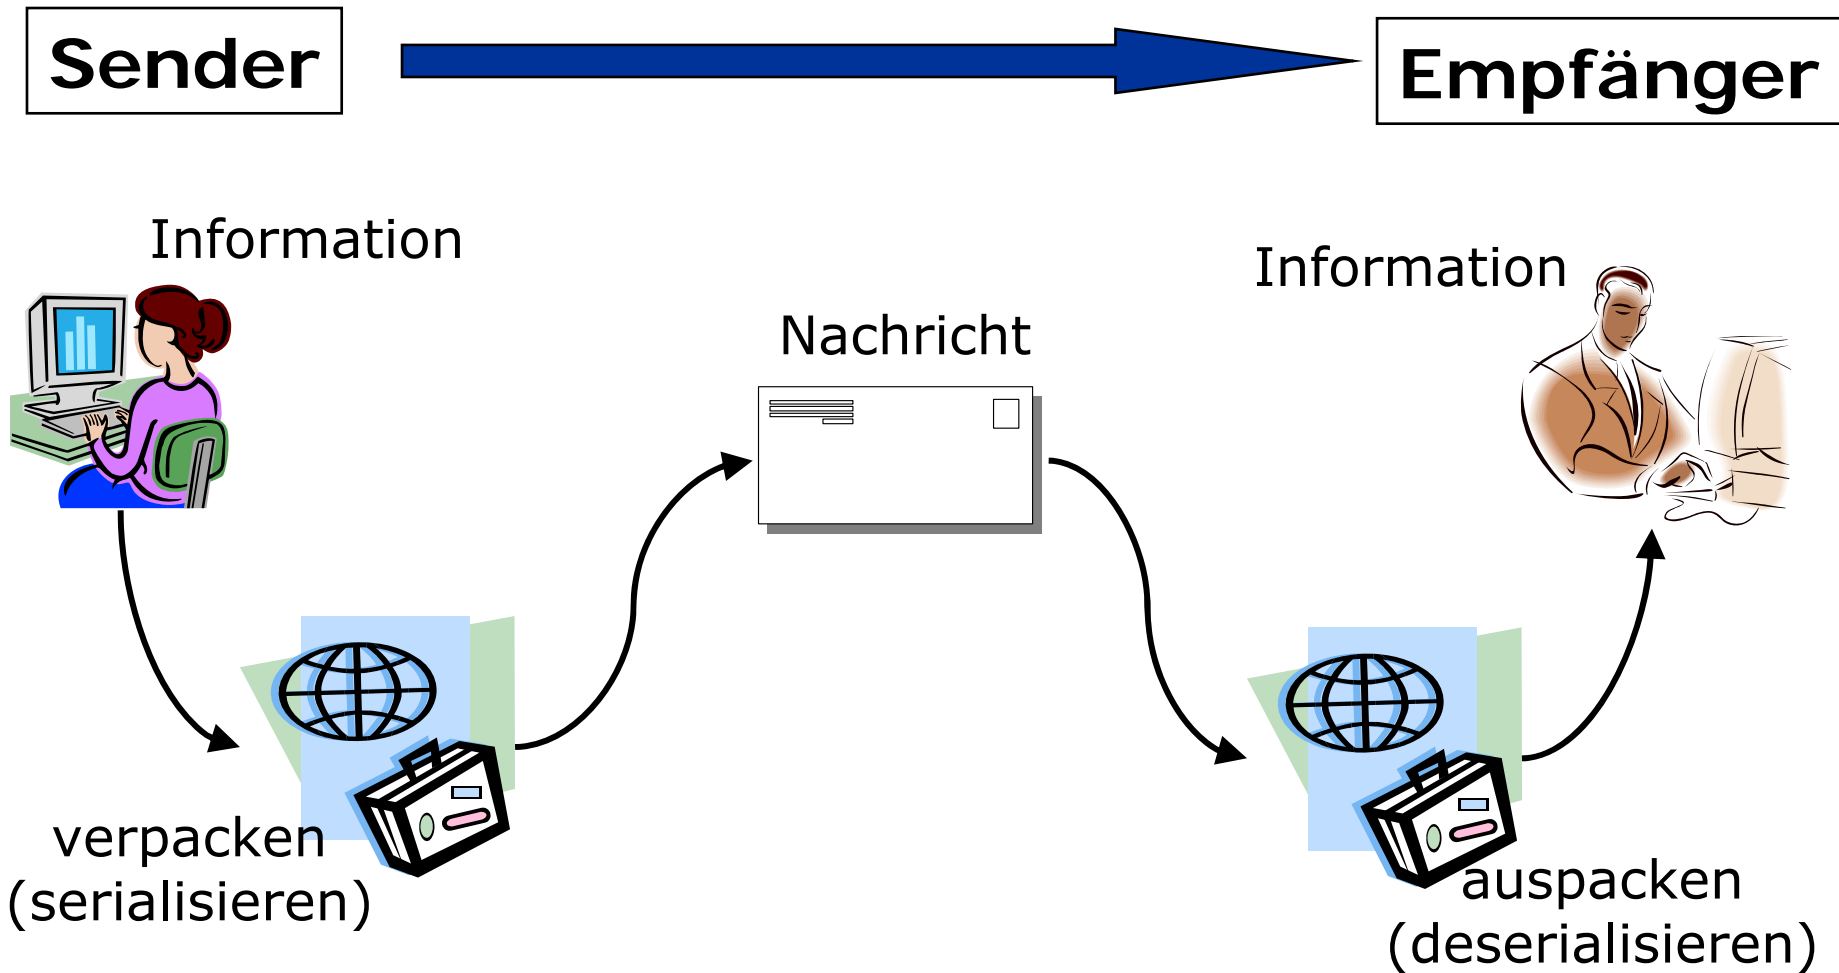 Sender
Empfänger
Information
Information
Nachricht
verpacken
(serialisieren)
auspacken
(deserialisieren)